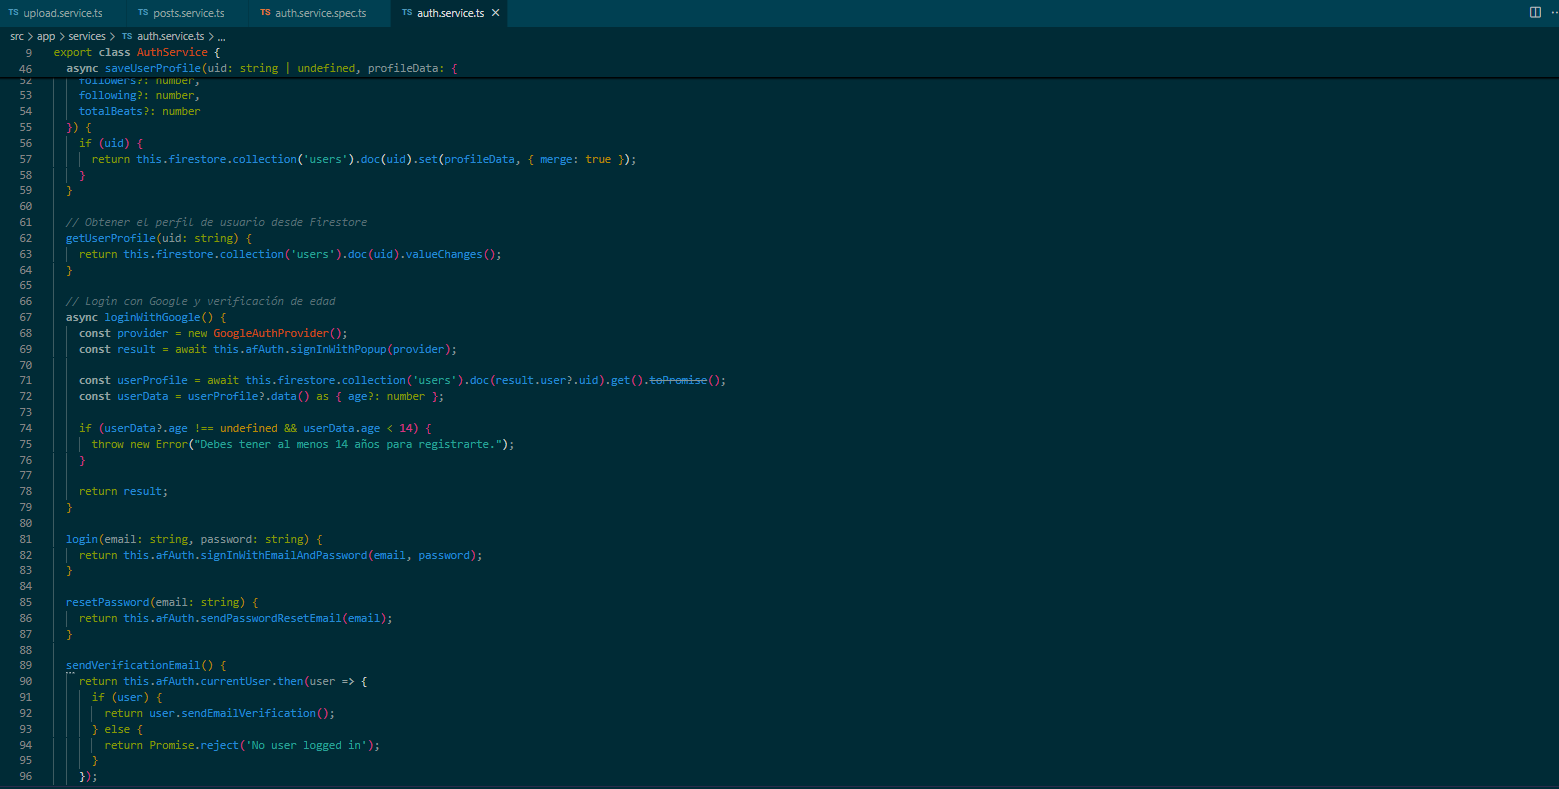 TS upload.service.ts TS posts.service.ts TS auth.service.spec.ts TS auth.service.ts ×
src > app > services > TS auth.service.ts > ...
9 export class AuthService {
46 async saveUserProfile(uid: string | undefined, profileData: {
52 followers?: number,
53 following?: number,
54 totalBeats?: number
55 }) {
56 if (uid) {
57 return this.firestore.collection('users').doc(uid).set(profileData, { merge: true });
58 }
59 }
60
61 // Obtener el perfil de usuario desde Firestore
62 getUserProfile(uid: string) {
63 return this.firestore.collection('users').doc(uid).valueChanges();
64 }
65
66 // Login con Google y verificación de edad
67 async loginWithGoogle() {
68 const provider = new GoogleAuthProvider();
69 const result = await this.afAuth.signInWithPopup(provider);
70
71 const userProfile = await this.firestore.collection('users').doc(result.user?.uid).get().toPromise();
72 const userData = userProfile?.data() as { age?: number };
73
74 if (userData?.age !== undefined && userData.age < 14) {
75 throw new Error("Debes tener al menos 14 años para registrarte.");
76 }
77
78 return result;
79 }
80
81 login(email: string, password: string) {
82 return this.afAuth.signInWithEmailAndPassword(email, password);
83 }
84
85 resetPassword(email: string) {
86 return this.afAuth.sendPasswordResetEmail(email);
87 }
88
89 sendVerificationEmail() {
90 return this.afAuth.currentUser.then(user => {
91 if (user) {
92 return user.sendEmailVerification();
93 } else {
94 return Promise.reject('No user logged in');
95 }
96 });